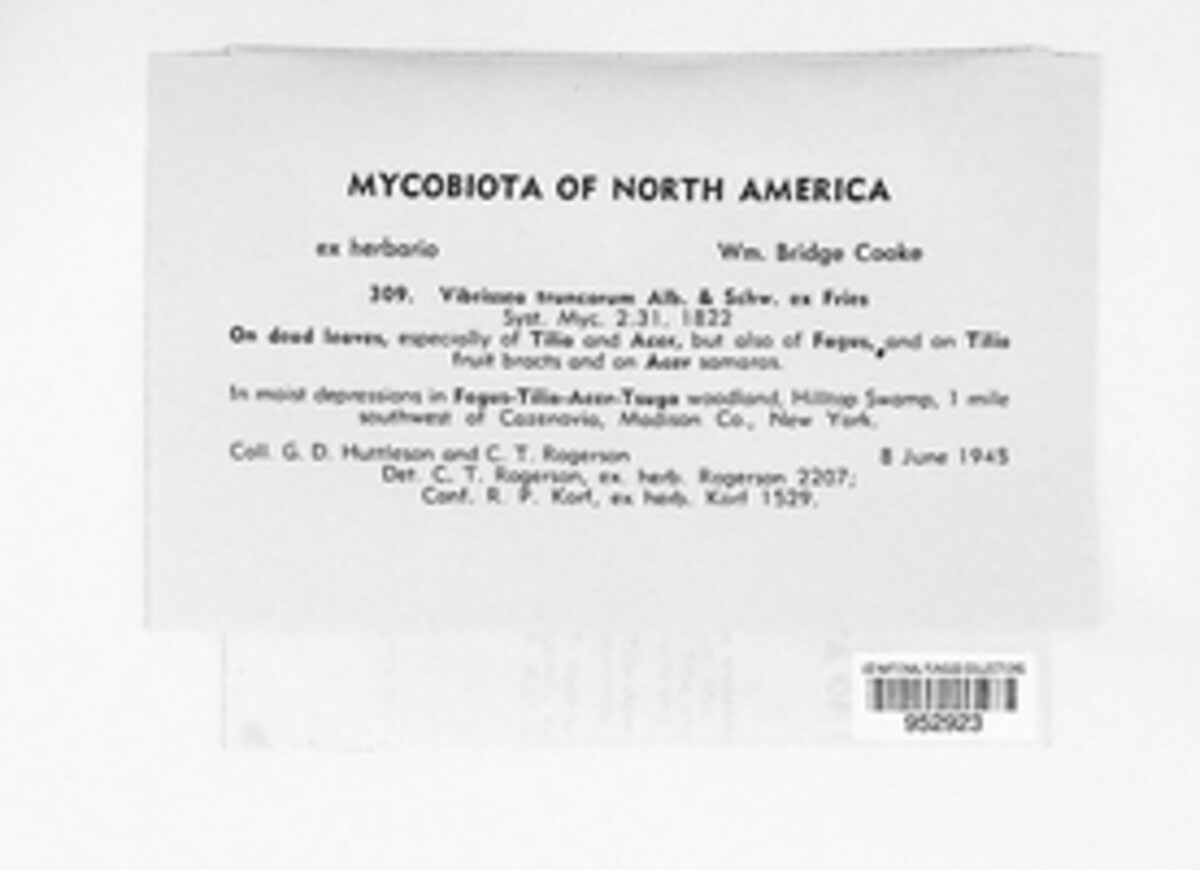 MYCOBIOTA OF NORTH AMERICA
ex herbario Wm. Bridge Cooke
309. Vibrissea truncorum Alb. & Schw. ex Fries
Syst. Myc. 2.31. 1822
On dead leaves, especially of Tilia and Acer, but also of Fagus, and on Tilia
fruit bracts and on Acer samaras.
In moist depressions in Fagus-Tilia-Acer-Tsuga woodland, Hilltop Swamp, 1 mile
southwest of Cazenovia, Madison Co., New York.
Coll. G. D. Huttleson and C. T. Rogerson 8 June 1945
Det. C. T. Rogerson, ex. herb. Rogerson 2207;
Conf. R. P. Korf, ex herb. Korf 1529.
US NATIONAL FUNGUS COLLECTIONS
952923